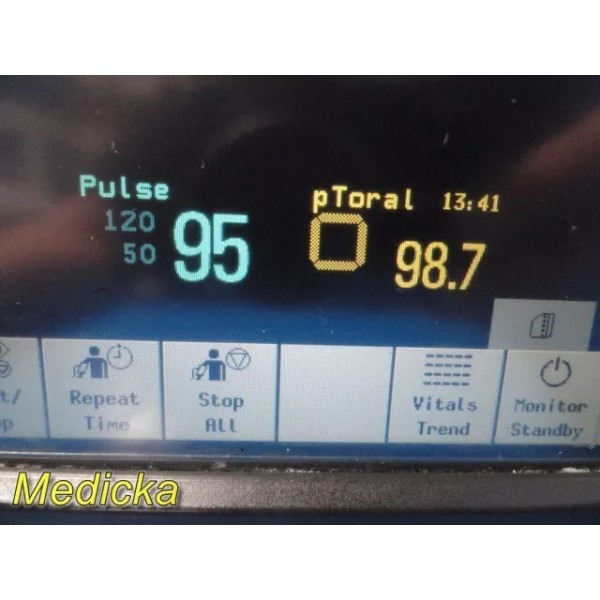 Pulse
120
50
95
pToral 13:41
98.7
Repeat
Time
Stop
All
Vitals
Trend
Monitor
Standby
Medicka